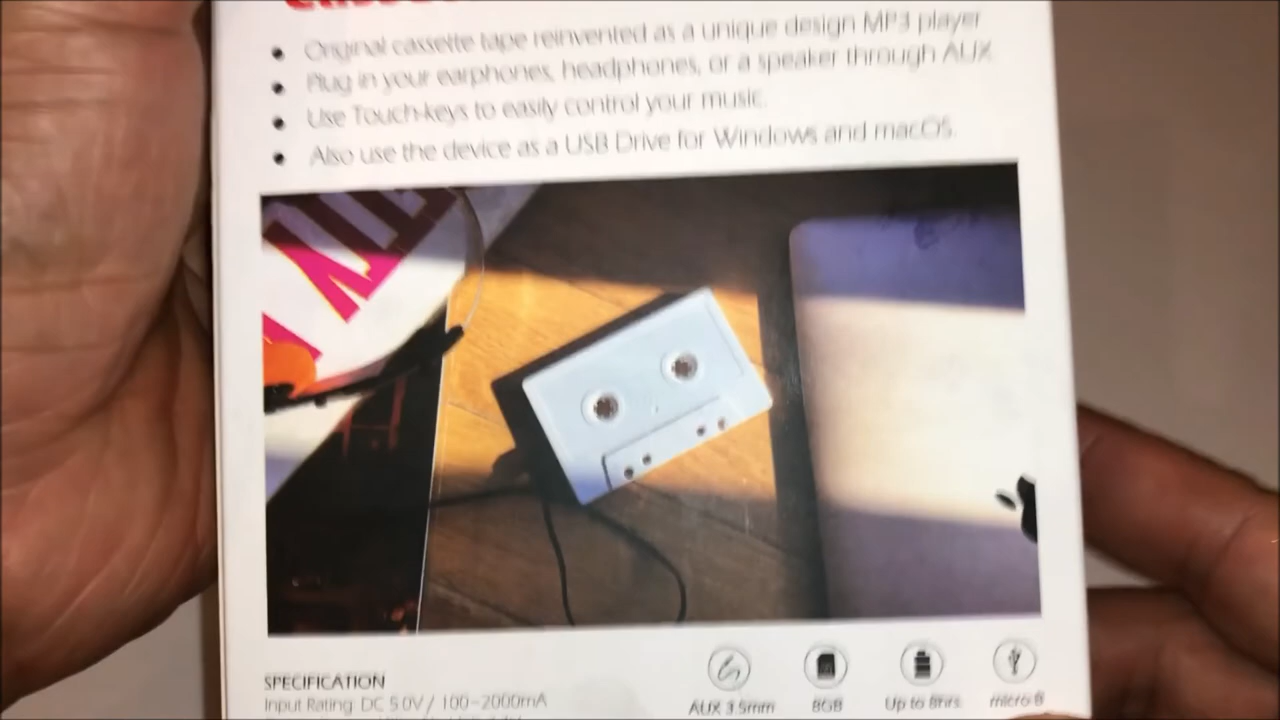 Original cassette tape reinvented as a unique design MP3 player
Plug in your earphones, headphones, or a speaker through AUX.
Use Touch-keys to easily control your music.
Also use the device as a USB Drive for Windows and macOS.
SPECIFICATION
Input Rating: DC 5.0V / 100-2000mA
AUX 3.5mm
8GB
Up to 8hrs
micro-B